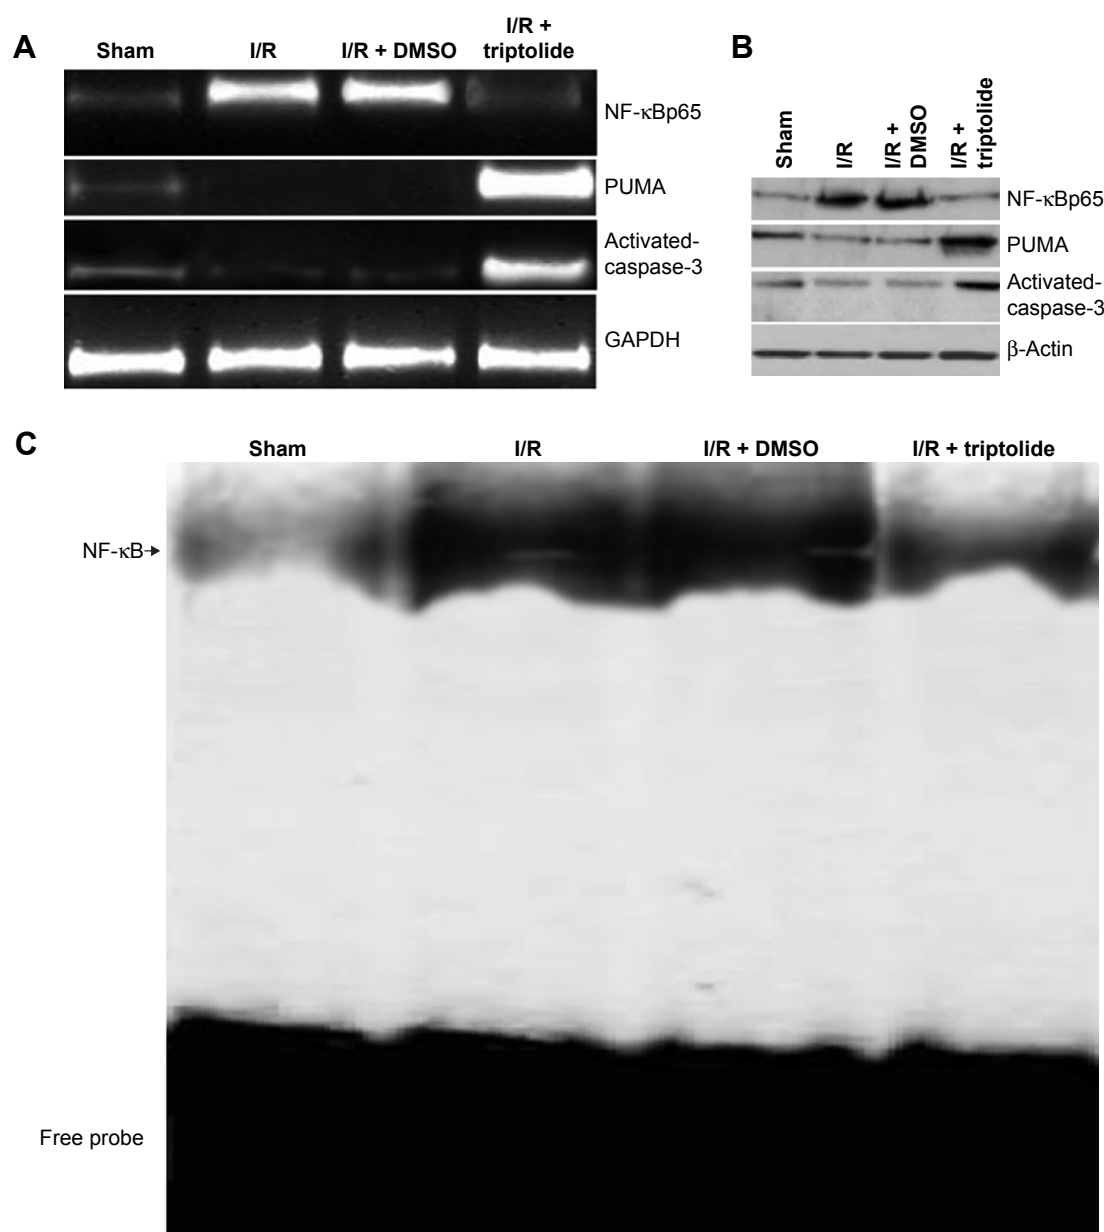 A
Sham
I/R
I/R + DMSO
I/R +
triptolide
NF-κBp65
PUMA
Activated-
caspase-3
GAPDH
B
Sham
I/R
I/R +
DMSO
I/R +
triptolide
NF-κBp65
PUMA
Activated-
caspase-3
β-Actin
C
Sham
I/R
I/R + DMSO
I/R + triptolide
NF-κB
Free probe